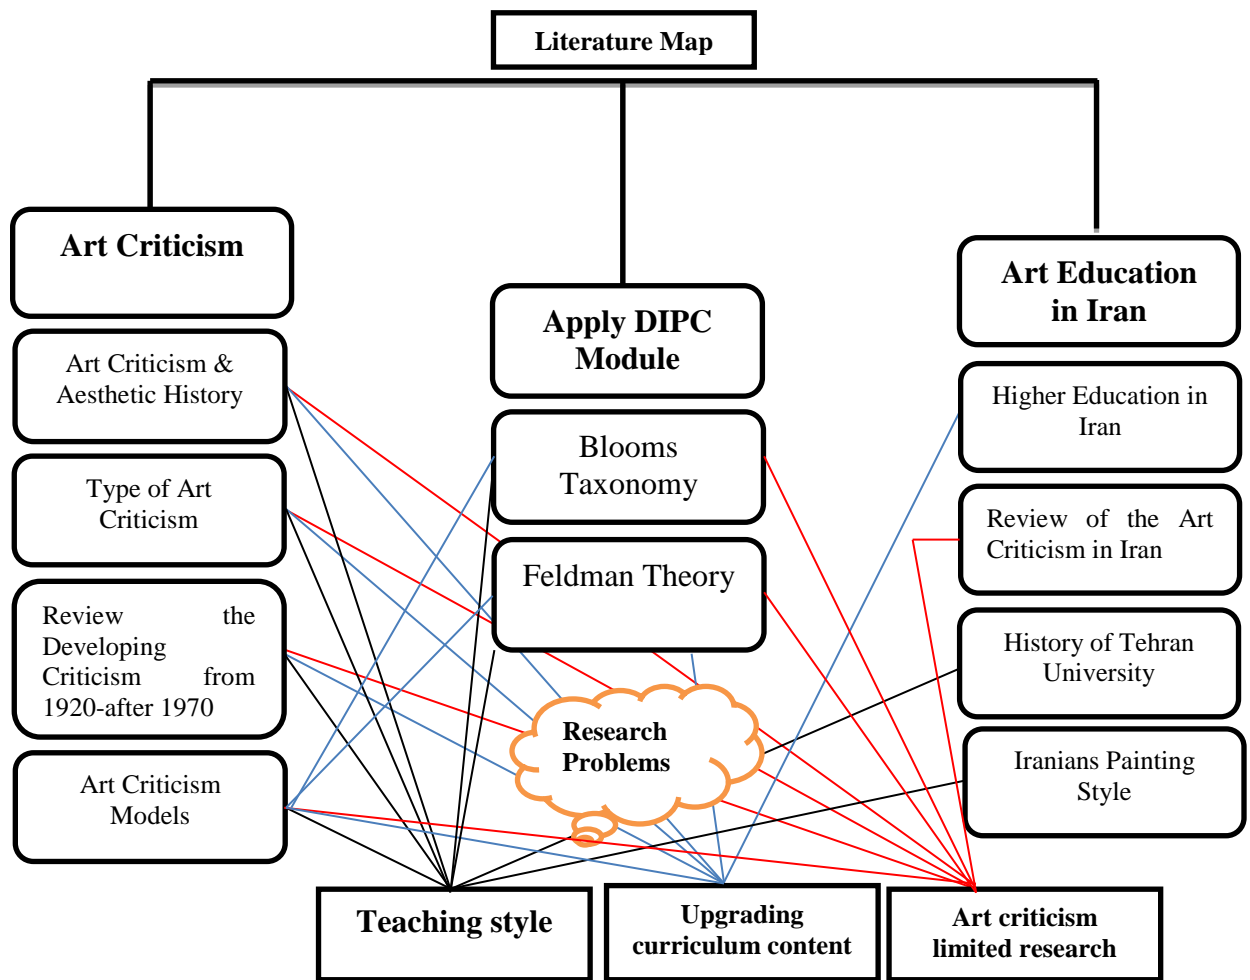 Literature Map
Art Criticism
Art Criticism &
Aesthetic History
Type of Art
Criticism
Review the
Developing
Criticism from
1920-after 1970
Art Criticism
Models
Apply DIPC
Module
Blooms
Taxonomy
Feldman Theory
Research
Problems
Art Education
in Iran
Higher Education in
Iran
Review of the Art
Criticism in Iran
History of Tehran
University
Iranians Painting
Style
Teaching style
Upgrading
curriculum content
Art criticism
limited research